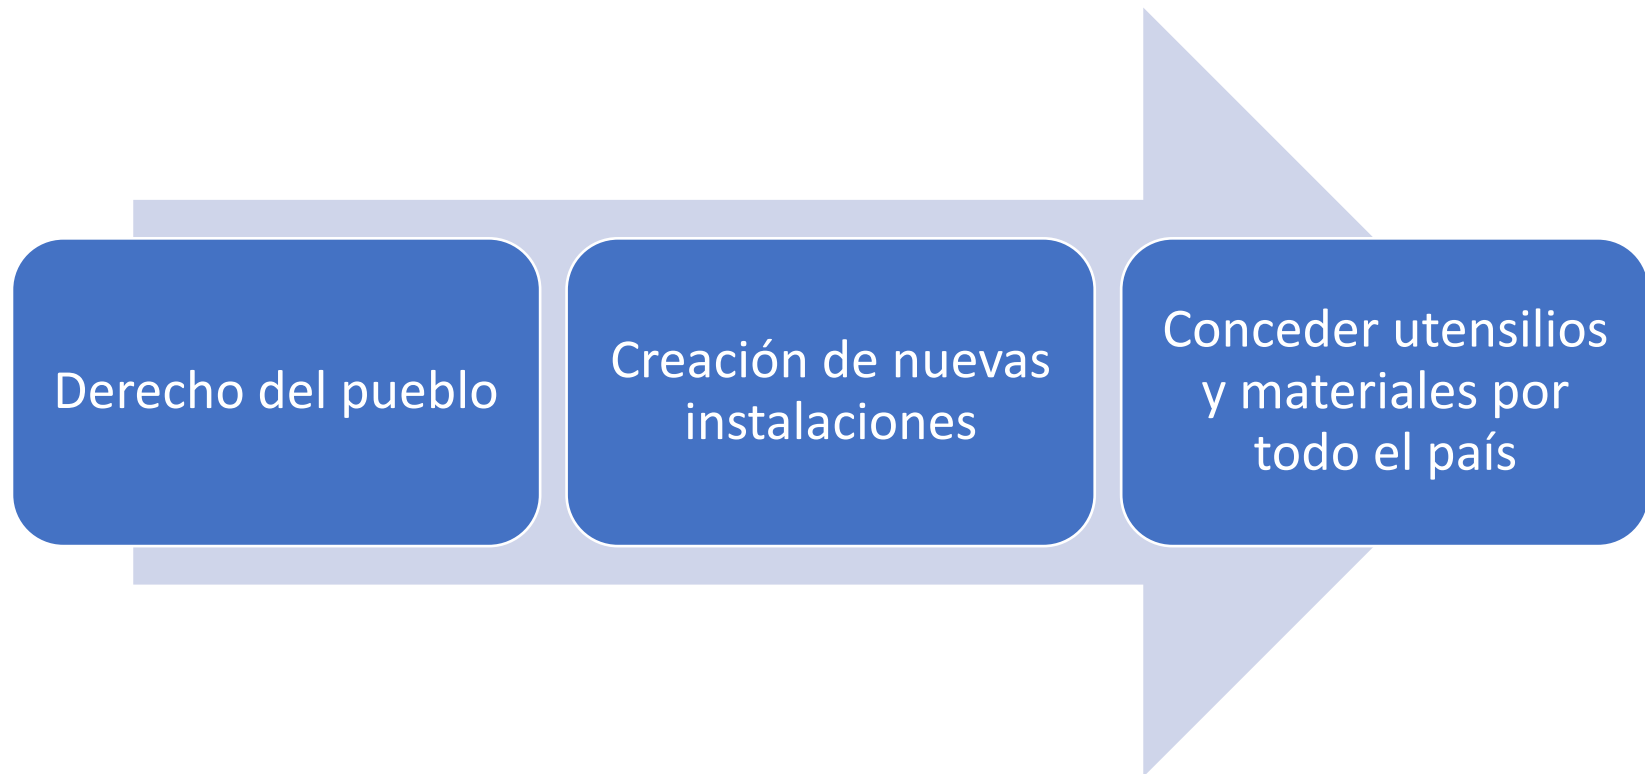 Derecho del pueblo
Creación de nuevas
instalaciones
Conceder utensilios
y materiales por
todo el país